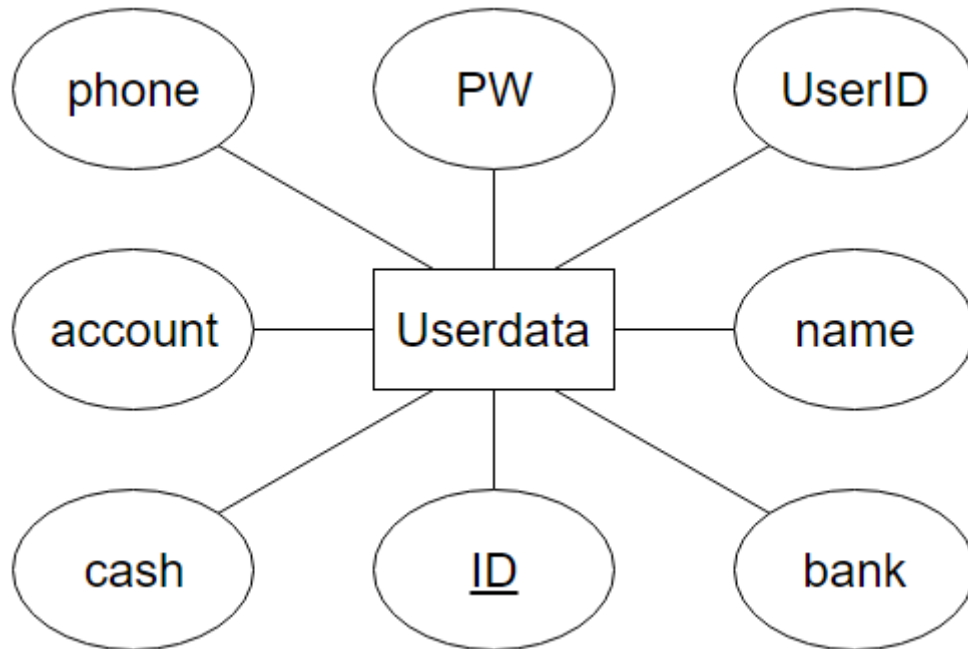 phone
PW
UserID
account
Userdata
name
cash
ID
bank